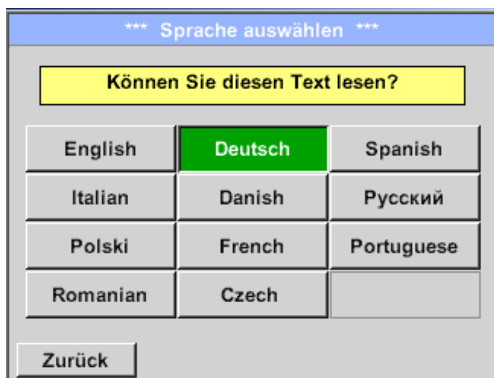 *** Sprache auswählen ***
Können Sie diesen Text lesen?
English Deutsch Spanish
Italian Danish Русский
Polski French Portuguese
Romanian Czech
Zurück